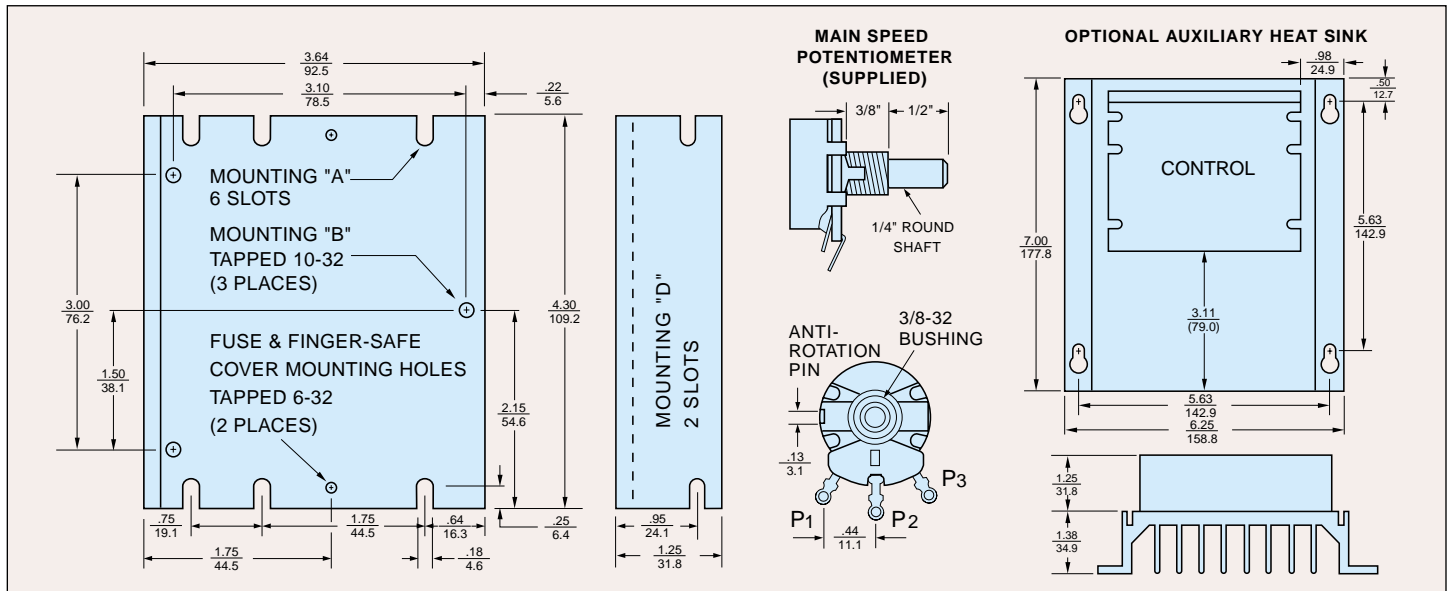 3.64
92.5
3.10
78.5
.22
5.6
MOUNTING "A"
6 SLOTS
MOUNTING "B"
TAPPED 10-32
(3 PLACES)
3.00
76.2
4.30
109.2
FUSE & FINGER-SAFE
COVER MOUNTING HOLES
TAPPED 6-32
(2 PLACES)
1.50
38.1
2.15
54.6
.75
19.1
1.75
44.5
.64
16.3
.25
6.4
1.75
44.5
.18
4.6
MOUNTING "D"
2 SLOTS
.95
24.1
1.25
31.8
MAIN SPEED
POTENTIOMETER
(SUPPLIED)
3/8"
1/2"
1/4" ROUND
SHAFT
ANTI-
ROTATION
PIN
3/8-32
BUSHING
.13
3.1
P1
P2
P3
.44
11.1
OPTIONAL AUXILIARY HEAT SINK
.98
24.9
.50
12.7
CONTROL
7.00
177.8
5.63
142.9
3.11
(79.0)
5.63
142.9
6.25
158.8
1.25
31.8
1.38
34.9